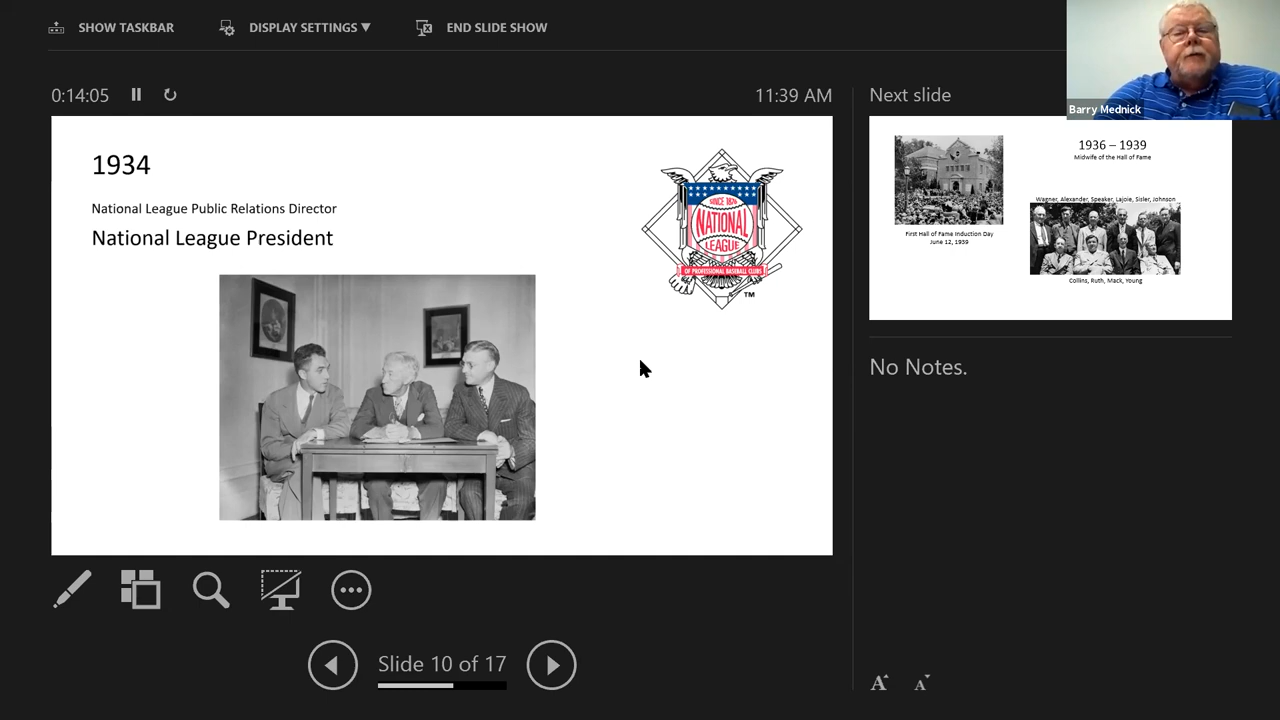 SHOW TASKBAR
DISPLAY SETTINGS ▼
END SLIDE SHOW
0:14:05
11:39 AM
Next slide
Barry Mednick
1934
National League Public Relations Director
National League President
SINCE 1876
NATIONAL
LEAGUE
OF PROFESSIONAL BASEBALL CLUBS
TM
1936 – 1939
Midwife of the Hall of Fame
Wagner, Alexander, Speaker, Lajoie, Sisler, Johnson
First Hall of Fame Induction Day
June 12, 1939
Collins, Ruth, Mack, Young
No Notes.
Slide 10 of 17
A A